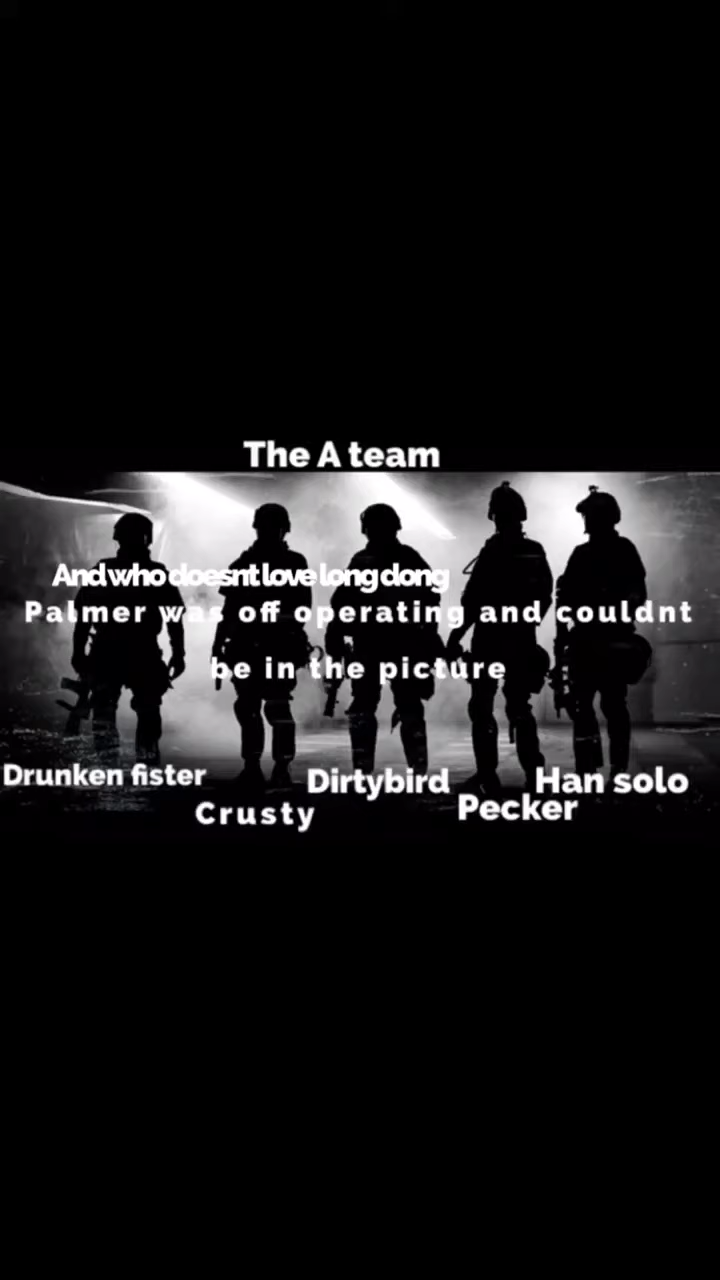 The A team
And who doesnt love long dong
Palmer was off operating and couldnt
be in the picture
Drunken fister
Crusty
Dirtybird
Pecker
Han solo